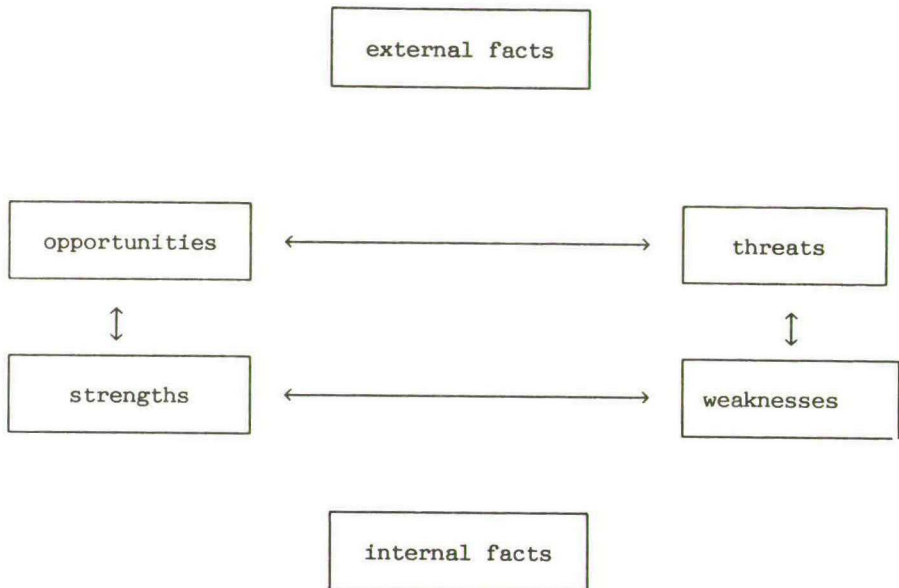 external facts
opportunities
threats
strengths
weaknesses
internal facts